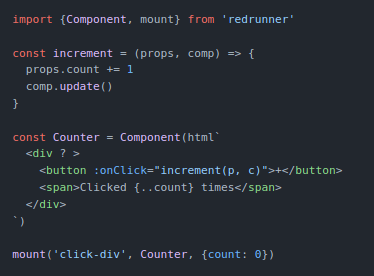 import {Component, mount} from 'redrunner'
const increment = (props, comp) => {
  props.count += 1
  comp.update()
}
const Counter = Component(html`
  <div ? >
    <button :onClick="increment(p, c)">+</button>
    <span>Clicked {..count} times</span>
  </div>
`)
mount('click-div', Counter, {count: 0})